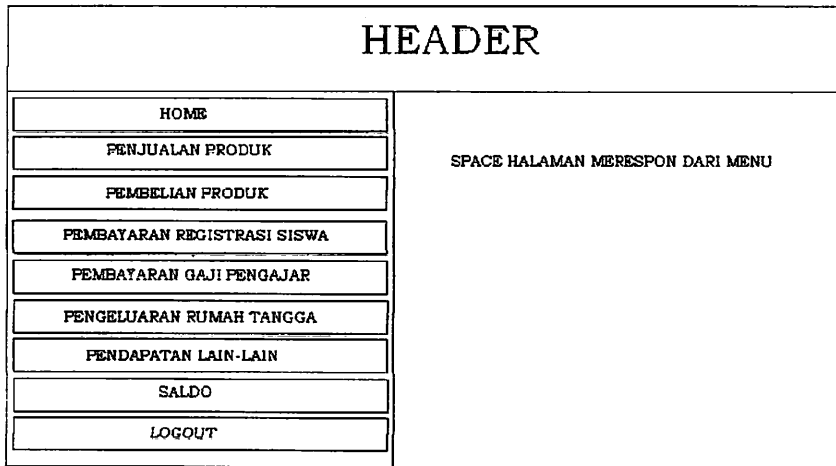 HEADER
HOME
PENJUALAN PRODUK
PEMBELIAN PRODUK
PEMBAYARAN REGISTRASI SISWA
PEMBAYARAN GAJI PENGAJAR
PENGELUARAN RUMAH TANGGA
PENDAPATAN LAIN-LAIN
SALDO
LOGOUT
SPACE HALAMAN MERESPON DARI MENU